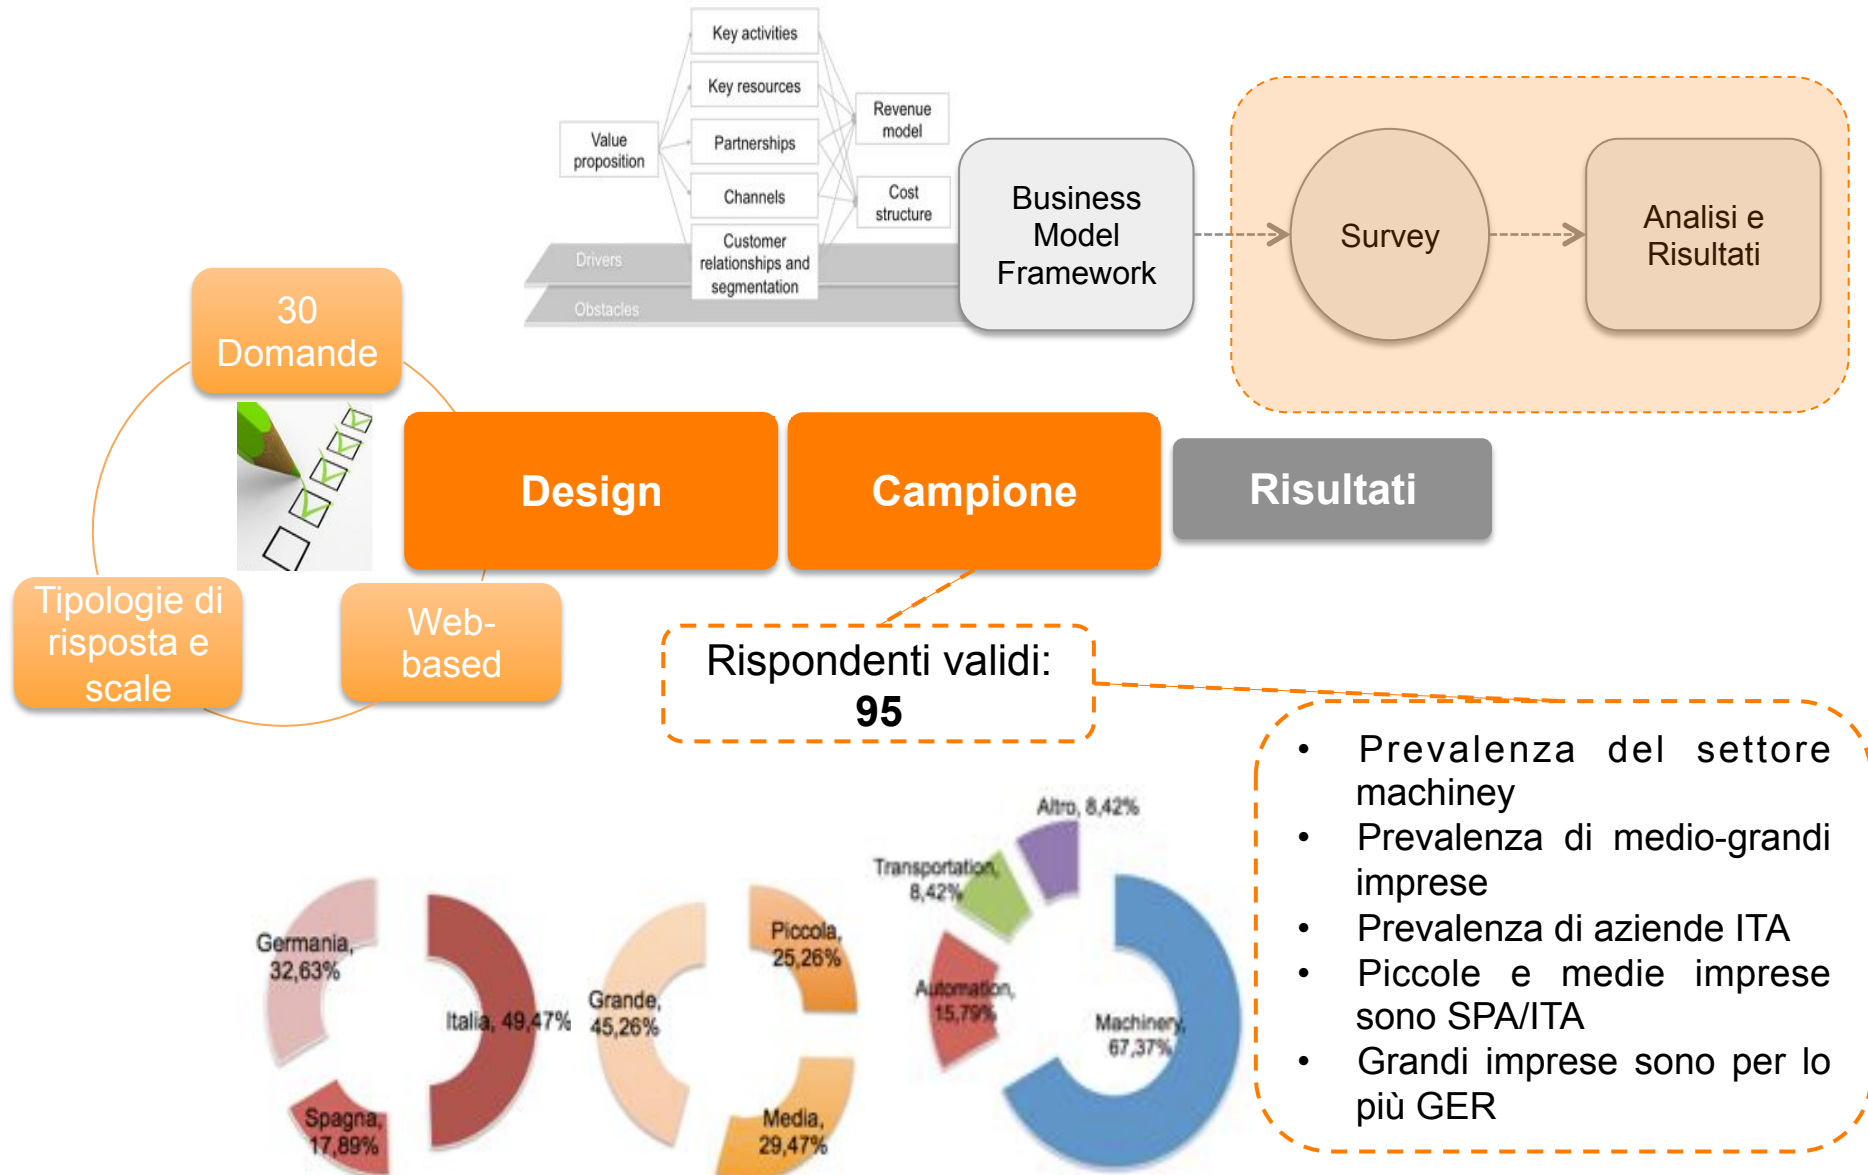 Key activities
Key resources
Partnerships
Channels
Customer
relationships and
segmentation
Value
proposition
Revenue
model
Cost
structure
Drivers
Obstacles
Business
Model
Framework
Survey
Analisi e
Risultati
30
Domande
Tipologie di
risposta e
scale
Web-
based
Design
Campione
Risultati
Rispondenti validi:
95
• Prevalenza del settore
machiney
• Prevalenza di medio-grandi
imprese
• Prevalenza di aziende ITA
• Piccole e medie imprese
sono SPA/ITA
• Grandi imprese sono per lo
più GER
Germania,
32,63%
Italia, 49,47%
Spagna,
17,89%
Grande,
45,26%
Piccola,
25,26%
Media,
29,47%
Altro, 8,42%
Transportation,
8,42%
Automation,
15,79%
Machinery,
67,37%